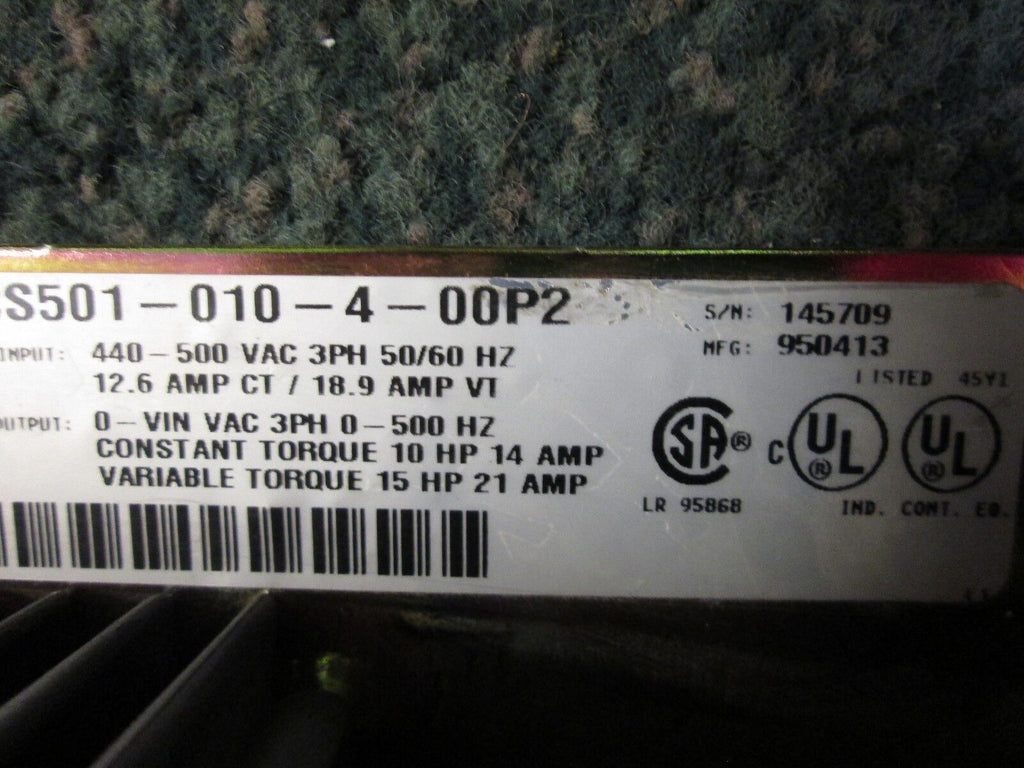 S501-010-4-00P2
INPUT: 440-500 VAC 3PH 50/60 HZ
12.6 AMP CT / 18.9 AMP VT
OUTPUT: 0-VIN VAC 3PH 0-500 HZ
CONSTANT TORQUE 10 HP 14 AMP
VARIABLE TORQUE 15 HP 21 AMP
S/N: 145709
MFG: 950413
LISTED 45Y1
SA ® C UL ® UL ®
LR 95868
IND. CONT. EQ.